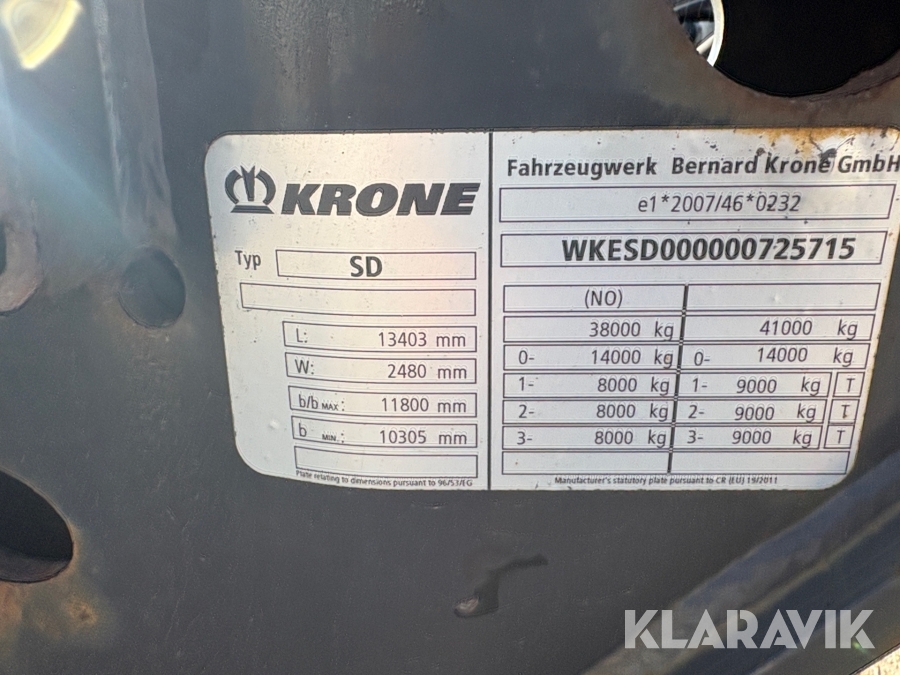 KRONE
Typ SD
L: 13403 mm
W: 2480 mm
b/b MAX: 11800 mm
b MIN.: 10305 mm
Plate relating to dimensions pursuant to 96/53/EG
Fahrzeugwerk Bernard Krone GmbH
e1*2007/46*0232
WKESD000000725715
(NO)
38000 kg 41000 kg
0- 14000 kg 0- 14000 kg
1- 8000 kg 1- 9000 kg T
2- 8000 kg 2- 9000 kg T
3- 8000 kg 3- 9000 kg T
Manufacturer's statutory plate pursuant to CR (EU) 19/2011
KLARAVIK